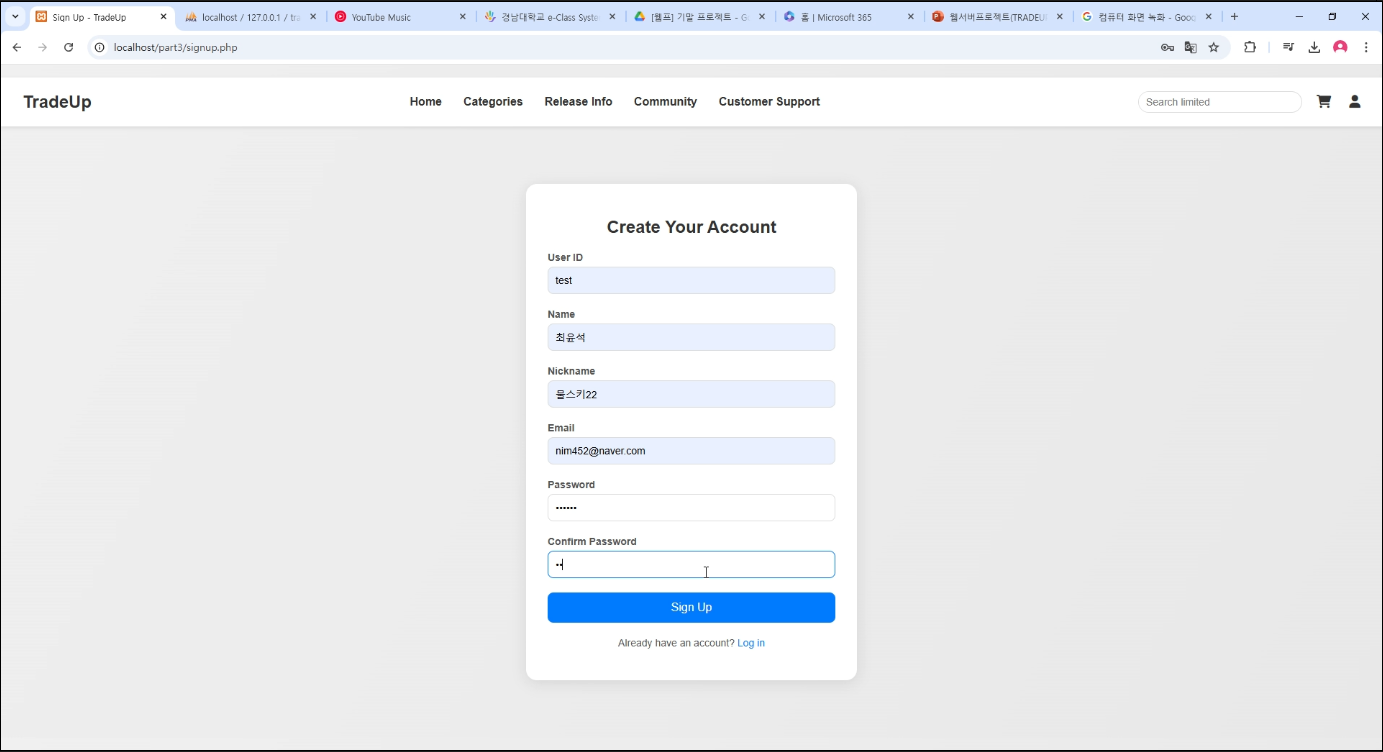 Sign Up - TradeUp
localhost / 127.0.0.1 / tra
YouTube Music
경남대학교 e-Class Syste
[웹프] 기말 프로젝트 - G
홈 | Microsoft 365
웹서버프로젝트(TRADEU
컴퓨터 화면 녹화 - Goo
localhost/part3/signup.php
TradeUp
Home
Categories
Release Info
Community
Customer Support
Search limited
Create Your Account
User ID
test
Name
최윤석
Nickname
물스키22
Email
nim452@naver.com
Password
Confirm Password
Sign Up
Already have an account? Log in